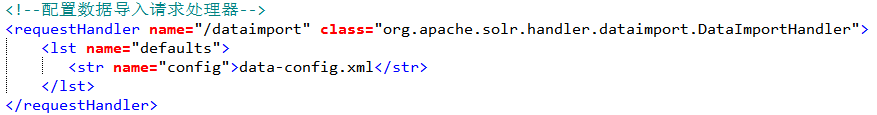 <!--配置数据导入请求处理器-->
<requestHandler name="/dataimport" class="org.apache.solr.handler.dataimport.DataImportHandler">
    <lst name="defaults">
        <str name="config">data-config.xml</str>
    </lst>
</requestHandler>